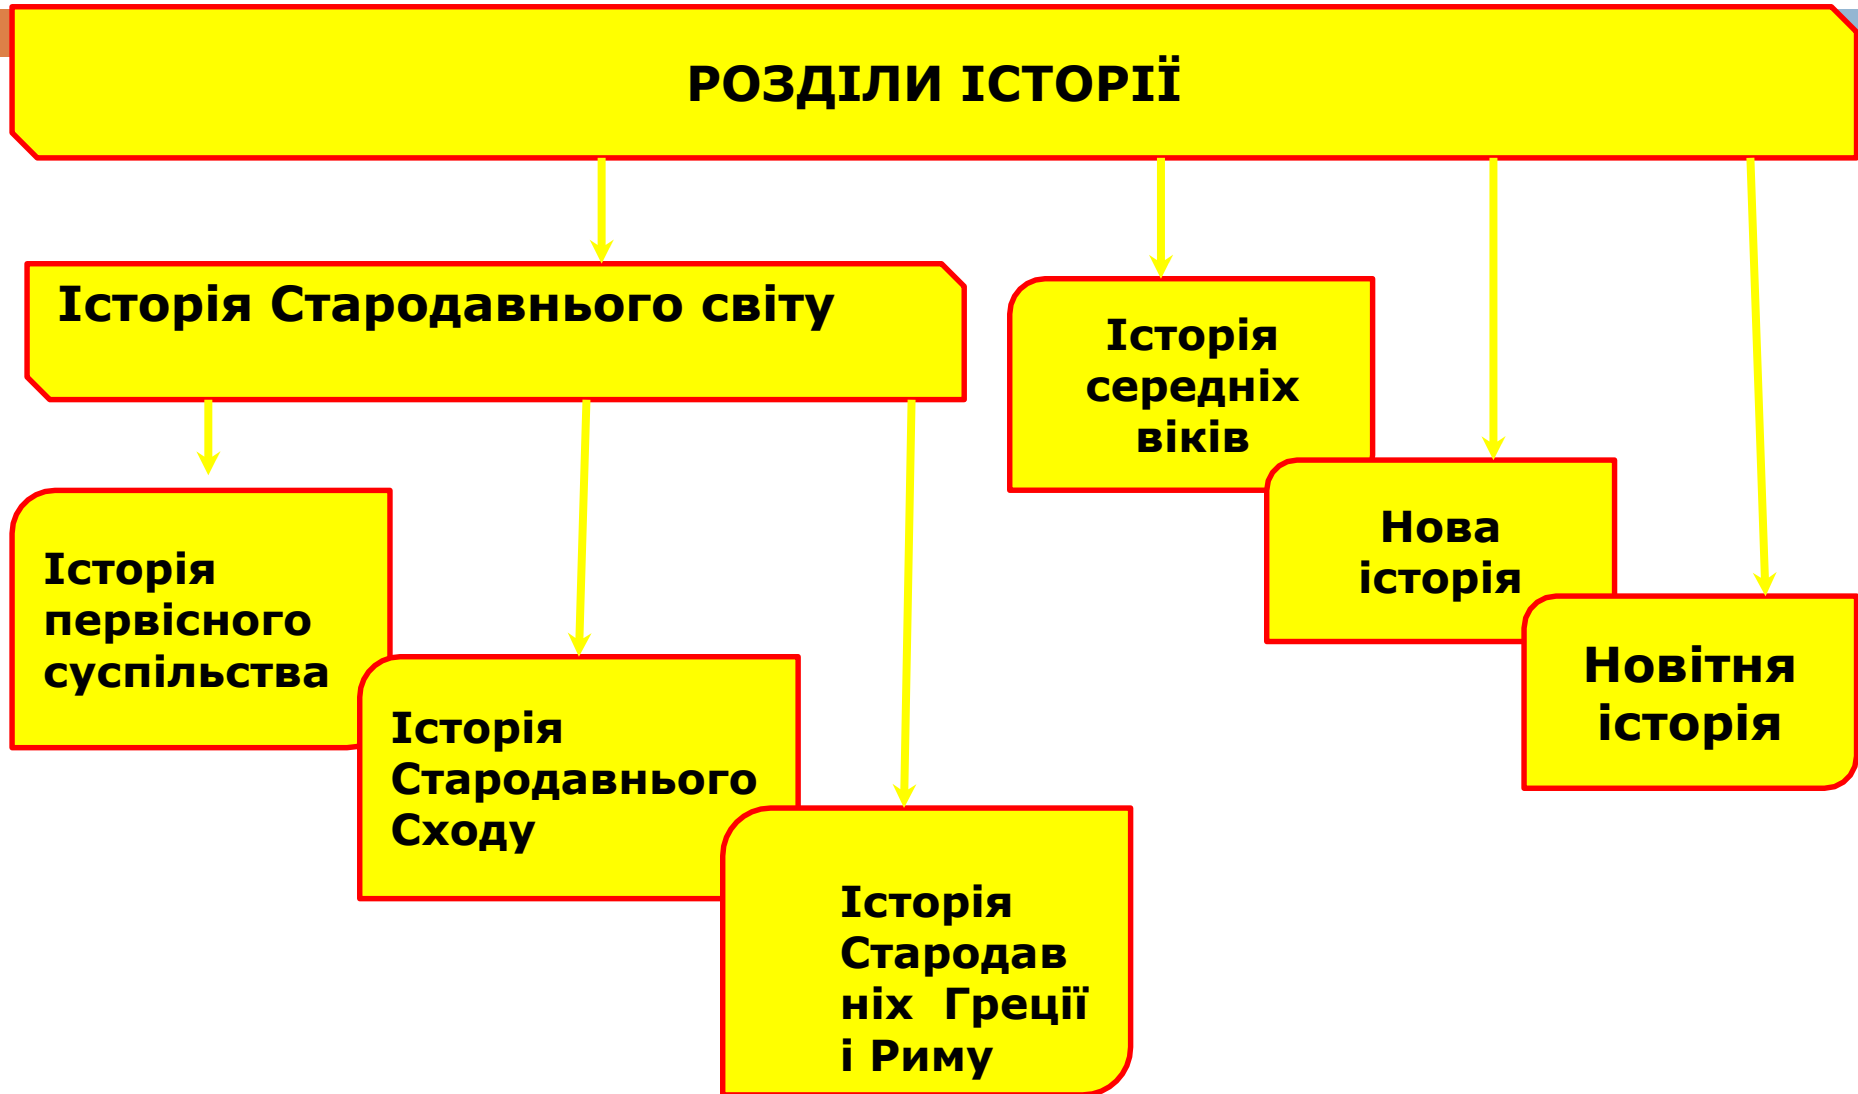 РОЗДІЛИ ІСТОРІЇ
Історія Стародавнього світу
Історія
середніх
віків
Нова
історія
Новітня
історія
Історія
первісного
суспільства
Історія
Стародавнього
Сходу
Історія
Стародав
ніх Греції
і Риму